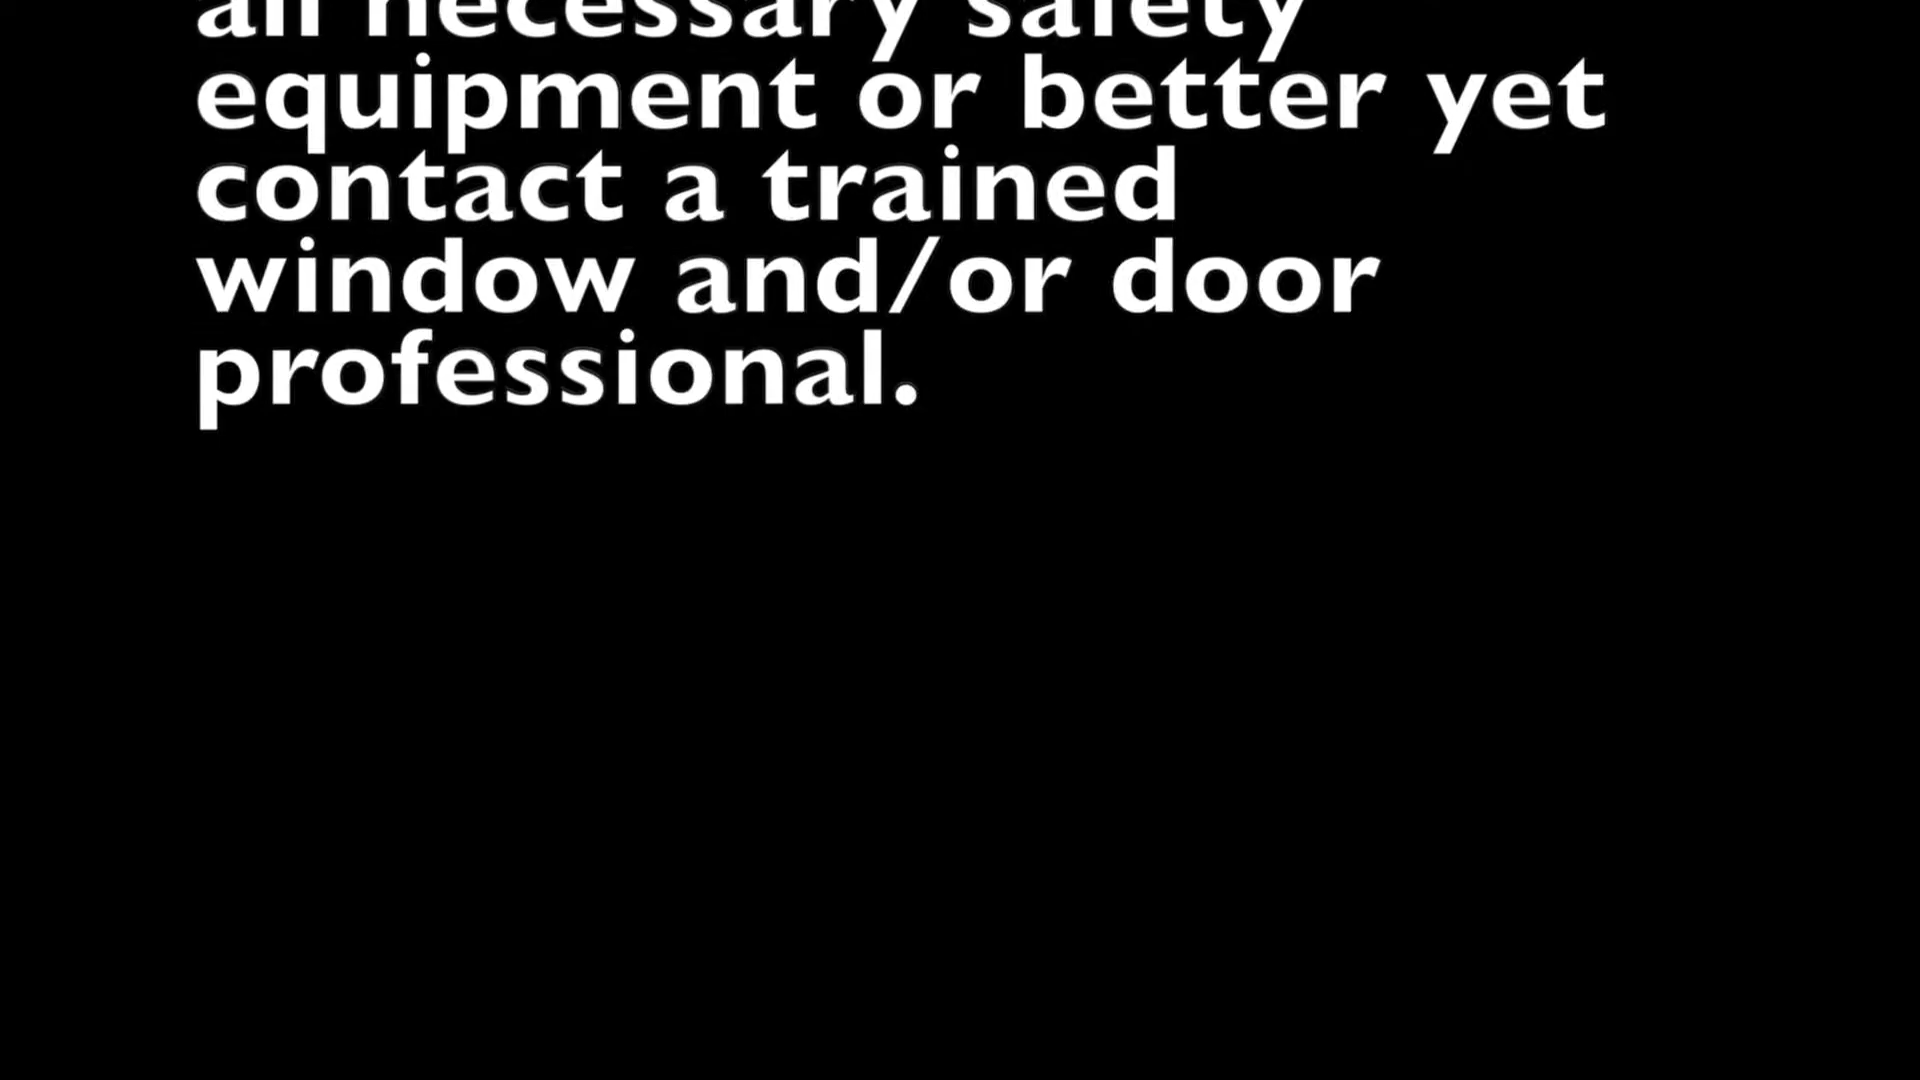 all necessary safety
equipment or better yet
contact a trained
window and/or door
professional.